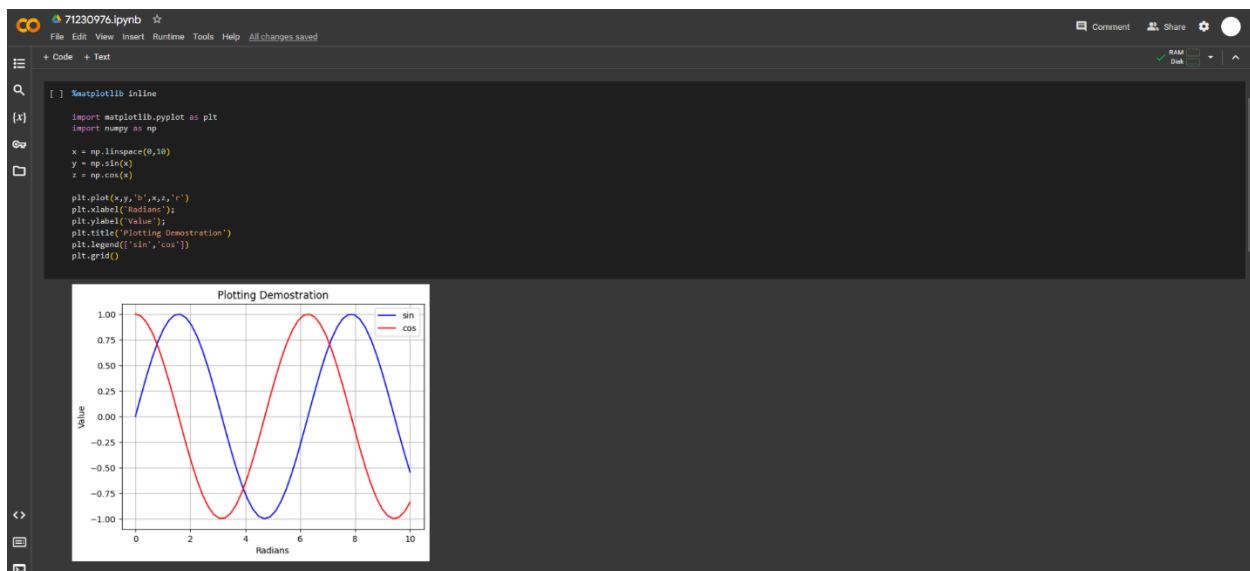 71230976.ipynb
Comment Share
File Edit View Insert Runtime Tools Help All changes saved
+ Code + Text
RAM
Disk
[ ] %matplotlib inline
import matplotlib.pyplot as plt
import numpy as np
{x}
x = np.linspace(0,10)
y = np.sin(x)
z = np.cos(x)
plt.plot(x,y,'b',x,z,'r')
plt.xlabel('Radians');
plt.ylabel('Value');
plt.title('Plotting Demostration')
plt.legend(['sin','cos'])
plt.grid()
Plotting Demostration
sin
cos
1.00
0.75
0.50
0.25
0.00
−0.25
−0.50
−0.75
−1.00
Value
0 2 4 6 8 10
Radians